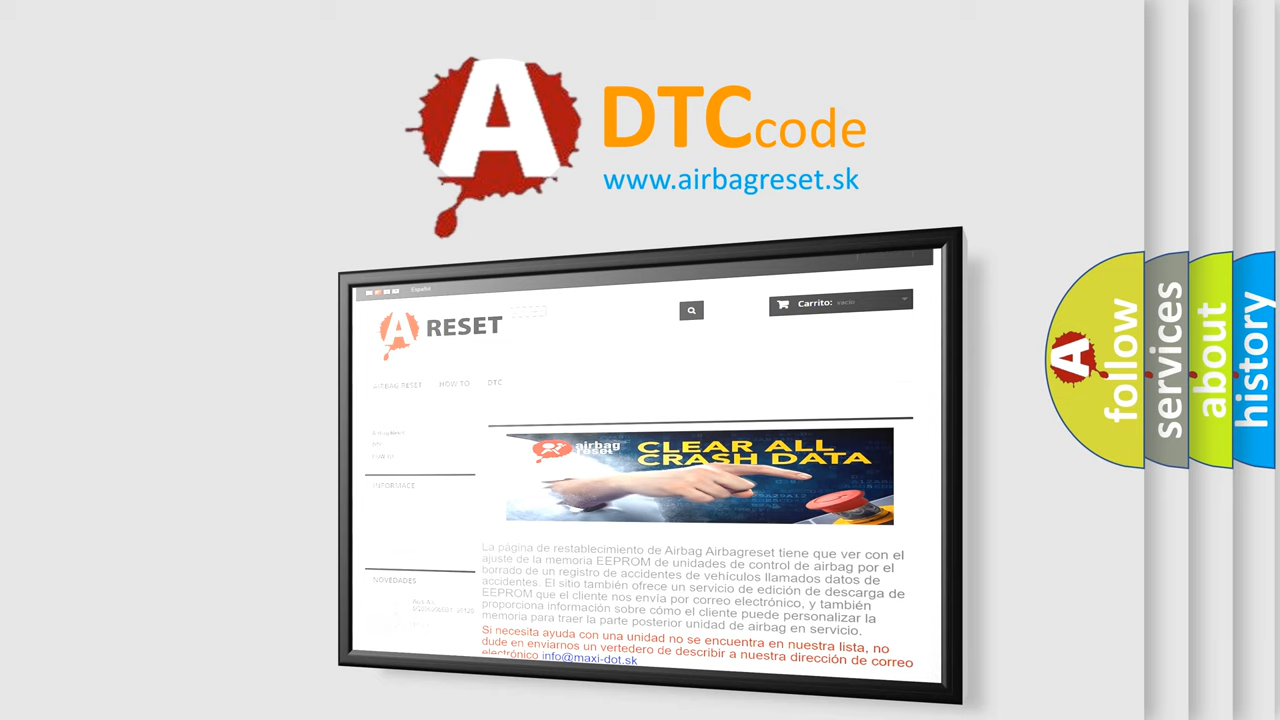 A DTCcode
www.airbagreset.sk
Español
A RESET
Carrito: vacío
AIRBAG RESET HOW TO DTC
INFORMACE
airbag
reset
CLEAR ALL
CRASH DATA
La página de restablecimiento de Airbag Airbagreset tiene que ver con el
ajuste de la memoria EEPROM de unidades de control de airbag por el
borrado de un registro de accidentes de vehículos llamados datos de
accidentes. El sitio también ofrece un servicio de edición de descarga de
EEPROM que el cliente nos envía por correo electrónico, y también
proporciona información sobre cómo el cliente puede personalizar la
memoria para traer la parte posterior unidad de airbag en servicio.
Si necesita ayuda con una unidad no se encuentra en nuestra lista, no
dude en enviarnos un vertedero de describir a nuestra dirección de correo
electrónico info@maxi-dot.sk
NOVEDADES
A
follow
services
about
history